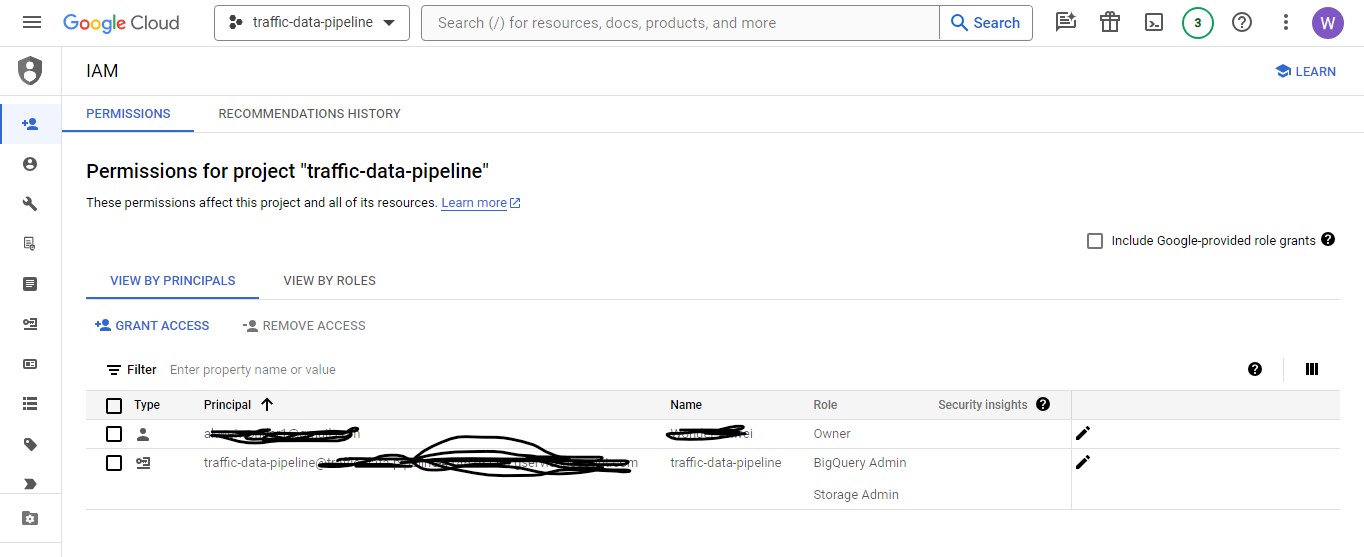 Google Cloud traffic-data-pipeline Search (/) for resources, docs, products, and more Search 3 W
IAM LEARN
PERMISSIONS RECOMMENDATIONS HISTORY
Permissions for project "traffic-data-pipeline"
These permissions affect this project and all of its resources. Learn more
Include Google-provided role grants
VIEW BY PRINCIPALS VIEW BY ROLES
GRANT ACCESS REMOVE ACCESS
Filter Enter property name or value
Type Principal Name Role Security insights
Owner
traffic-data-pipeline@ traffic-data-pipeline BigQuery Admin
Storage Admin